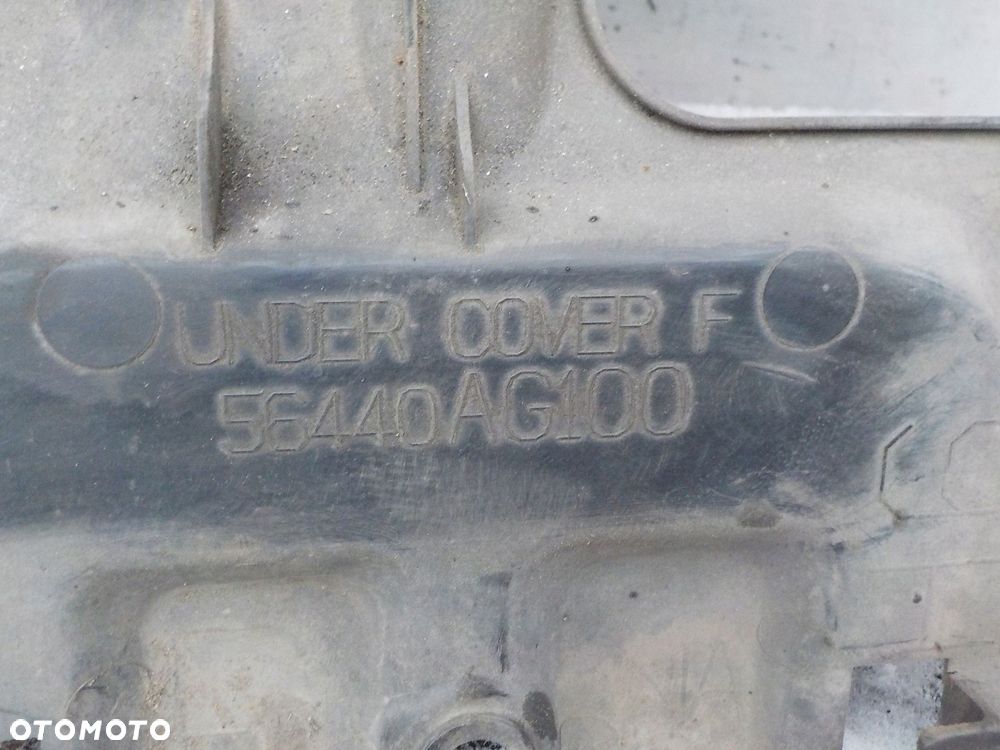 UNDER COVER F
56440AG100
OTOMOTO